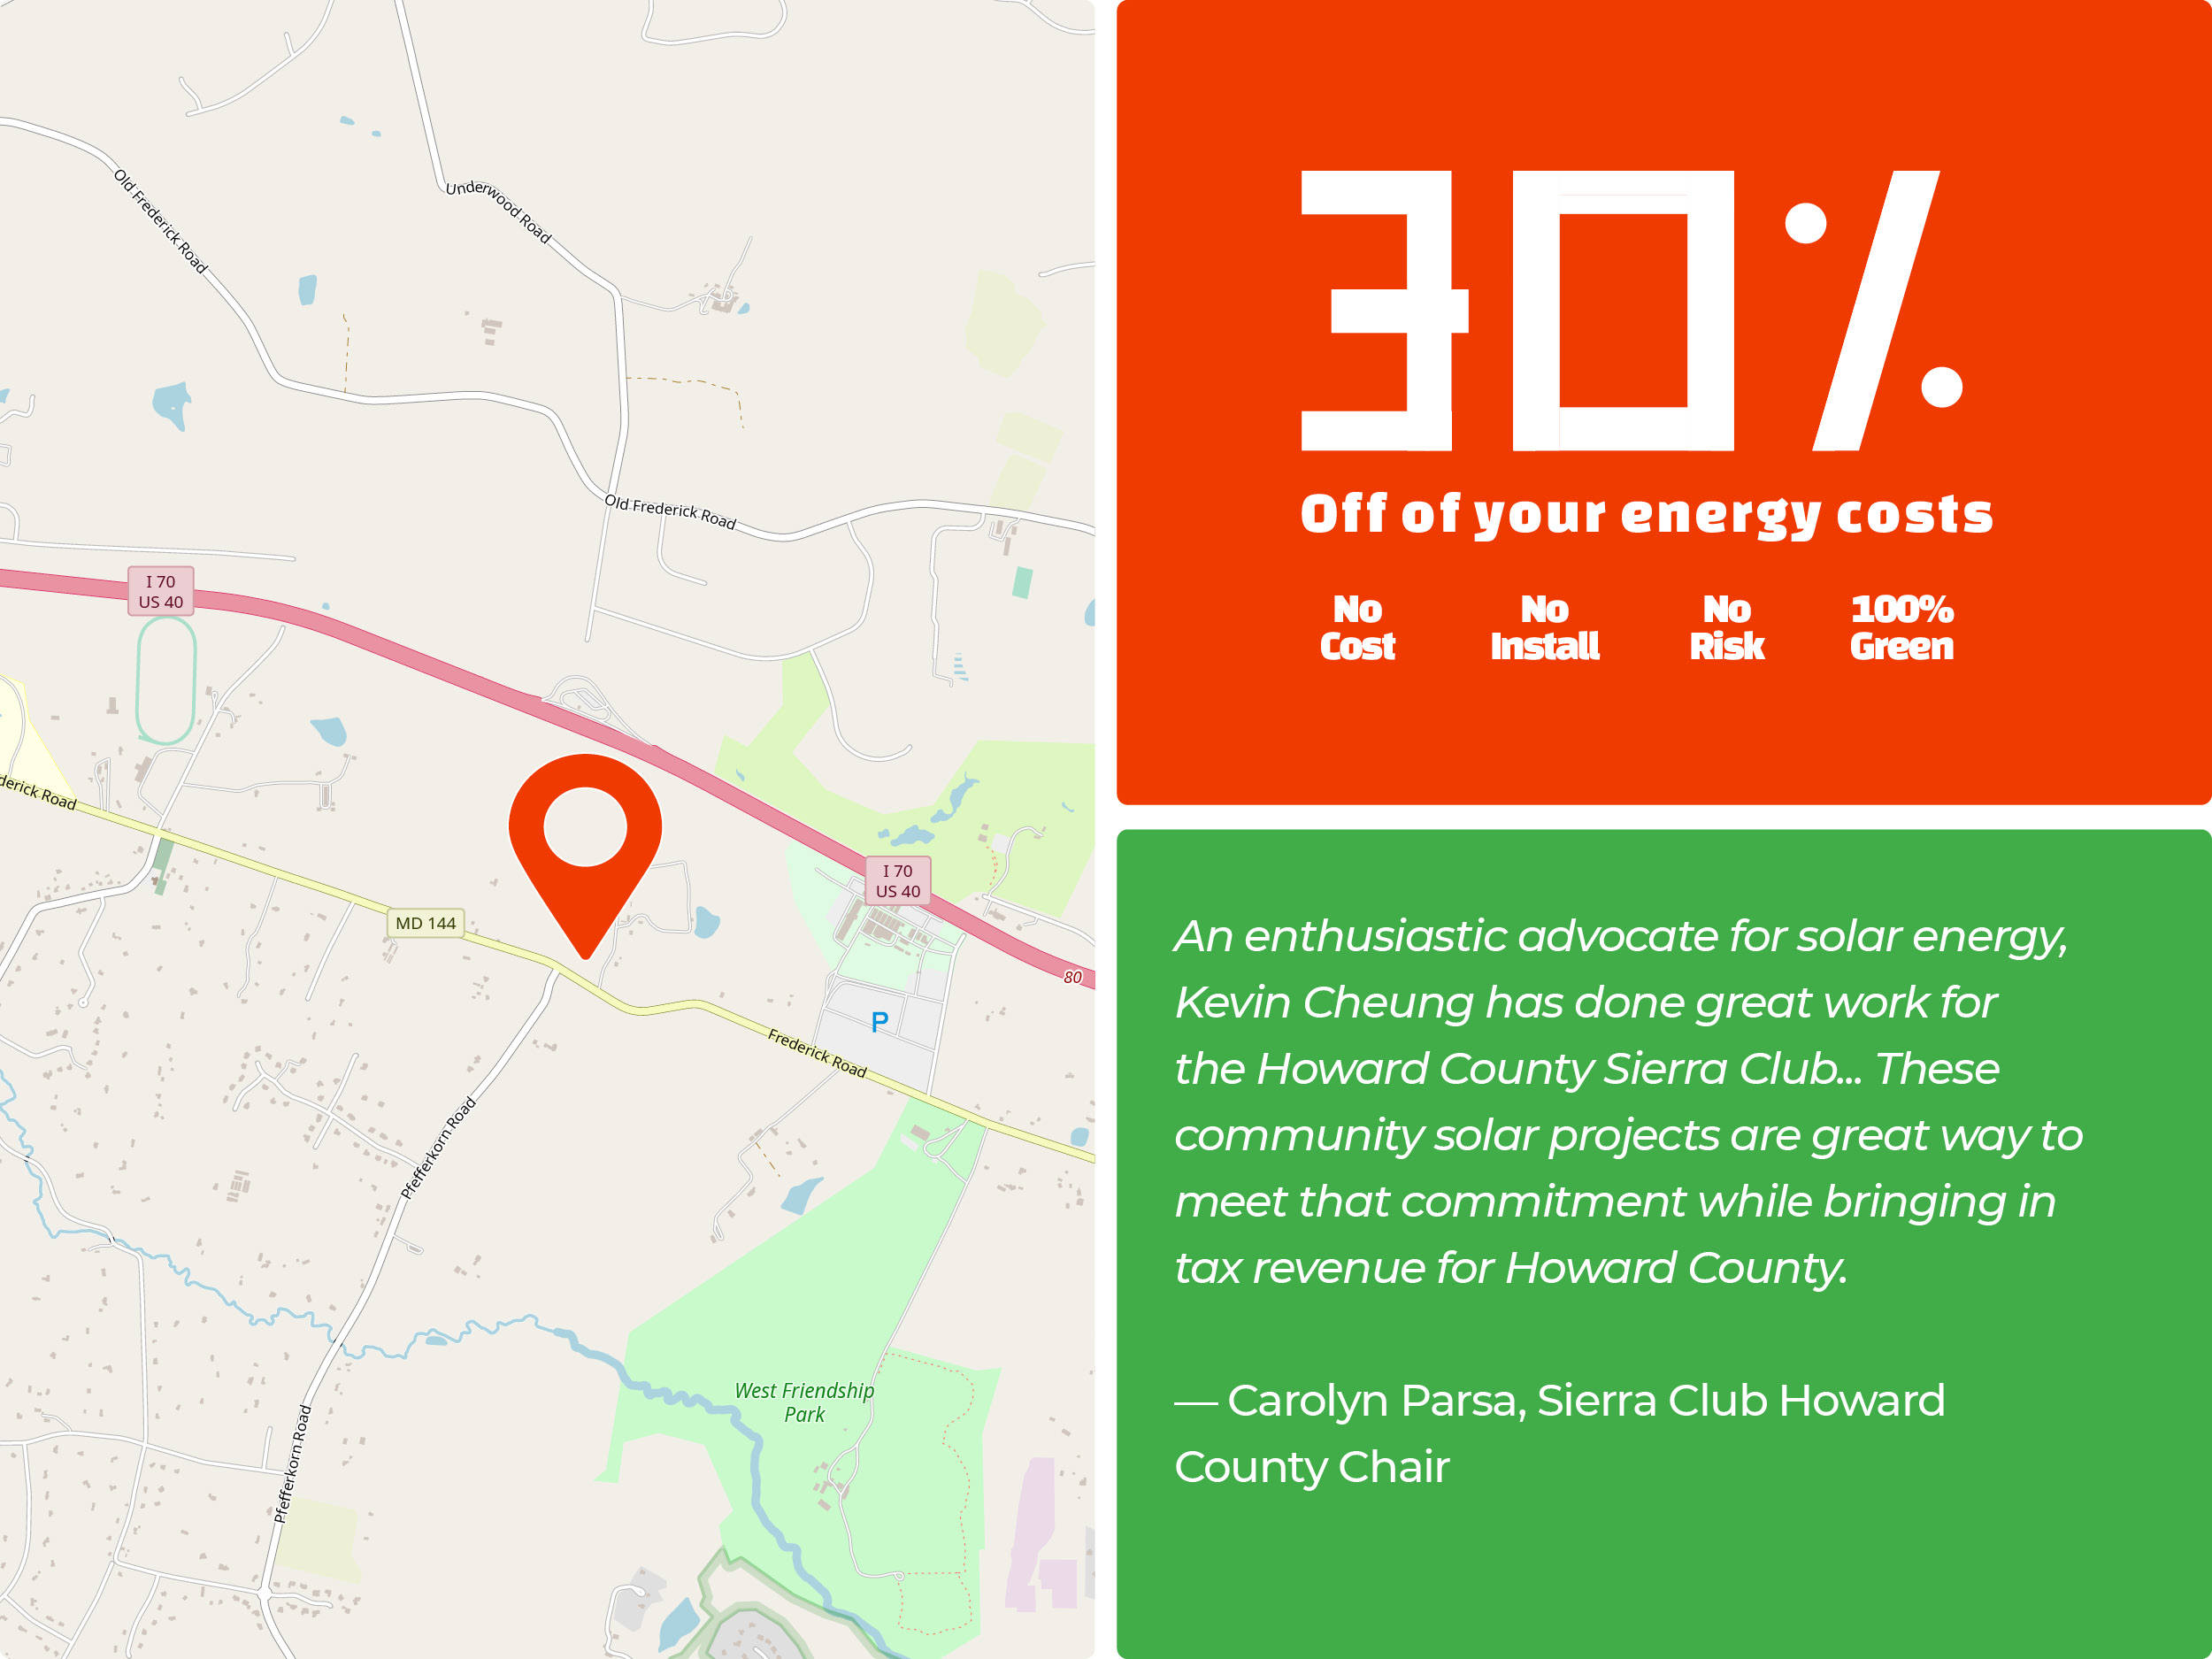 Old Frederick Road
Underwood Road
Old Frederick Road
I 70
US 40
derick Road
MD 144
I 70
US 40
80
P
Frederick Road
Pfefferkorn Road
West Friendship
Park
Pfefferkorn Road
30%
Off of your energy costs
No
Cost
No
Install
No
Risk
100%
Green
An enthusiastic advocate for solar energy,
Kevin Cheung has done great work for
the Howard County Sierra Club... These
community solar projects are great way to
meet that commitment while bringing in
tax revenue for Howard County.
— Carolyn Parsa, Sierra Club Howard
County Chair